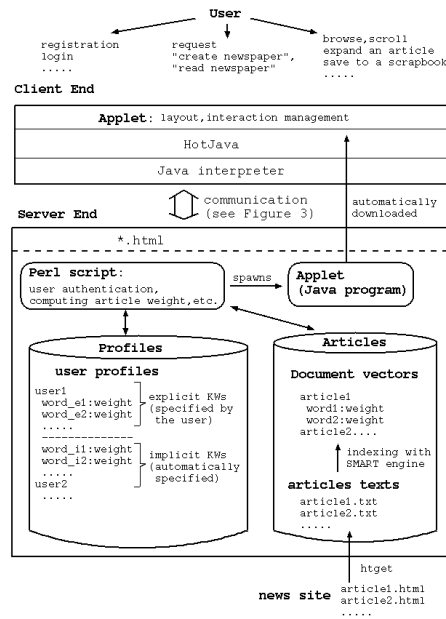 User
registration
login
.....
request
"create newspaper",
"read newspaper"
browse,scroll
expand an article
save to a scrapbook
.....
Client End
Applet: layout,interaction management
HotJava
Java interpreter
communication
(see Figure 3)
automatically
downloaded
Server End
*.html
Perl script:
user authentication,
computing article weight,etc.
spawns
Applet
(Java program)
Profiles
user profiles
user1
word_e1:weight
word_e2:weight
.....
explicit KWs
(specified by
the user)
--------------
word_i1:weight
word_i2:weight
.....
implicit KWs
(automatically
specified)
user2
.....
Articles
Document vectors
article1
word1:weight
word2:weight
article2....
indexing with
SMART engine
articles texts
article1.txt
article2.txt
.....
htget
news site
article1.html
article2.html
.....